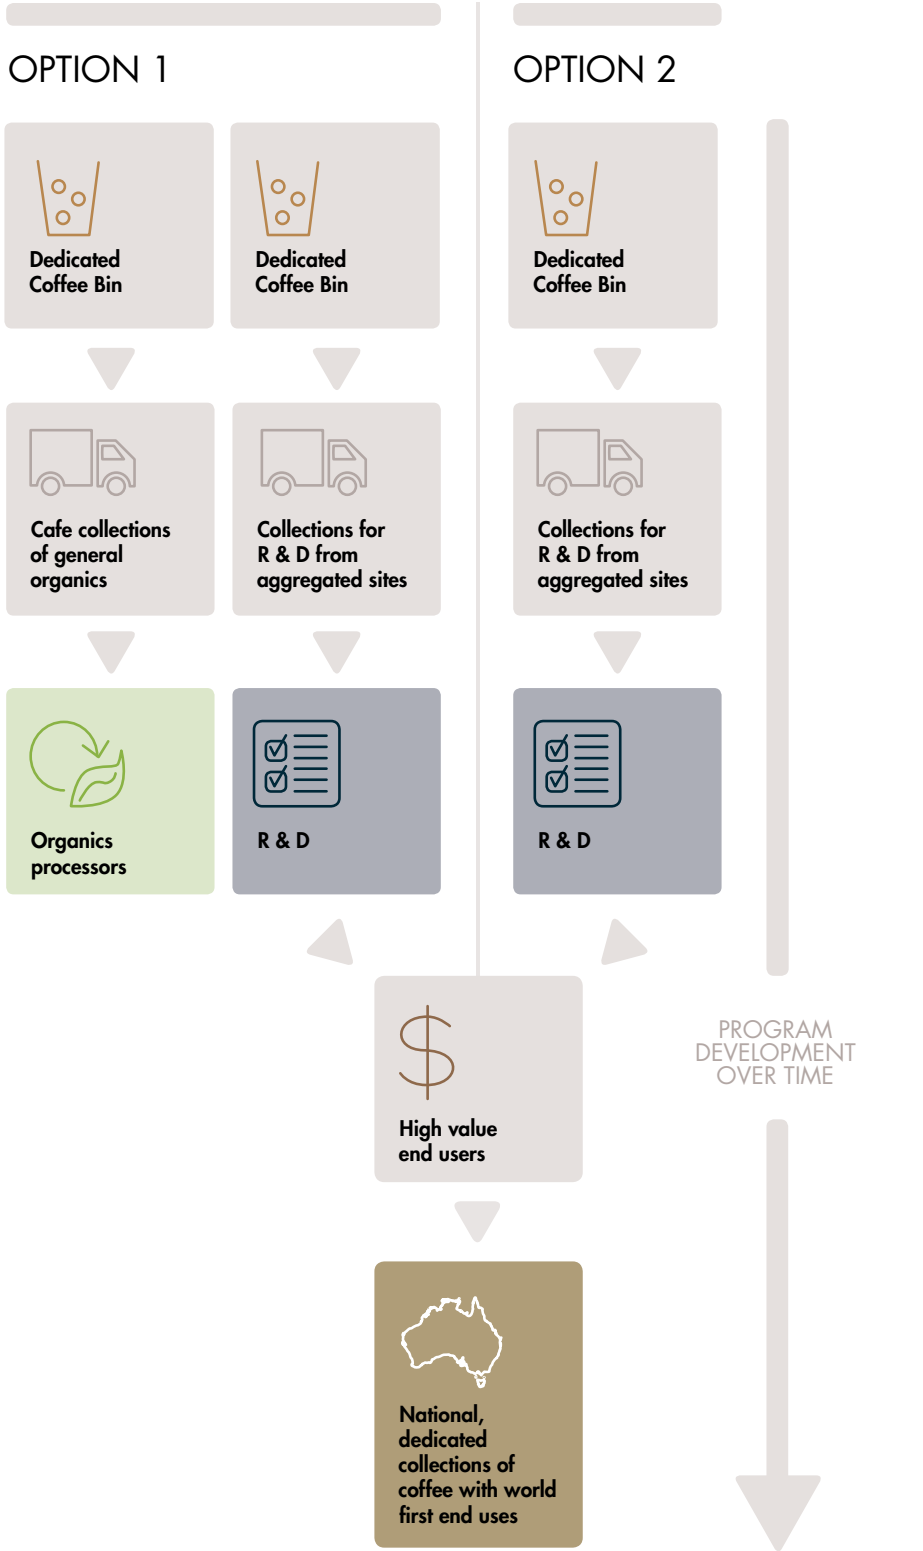 OPTION 1
OPTION 2
Dedicated
Coffee Bin
Dedicated
Coffee Bin
Dedicated
Coffee Bin
Cafe collections
of general
organics
Collections for
R & D from
aggregated sites
Collections for
R & D from
aggregated sites
Organics
processors
R & D
R & D
PROGRAM
DEVELOPMENT
OVER TIME
High value
end users
National,
dedicated
collections of
coffee with world
first end uses